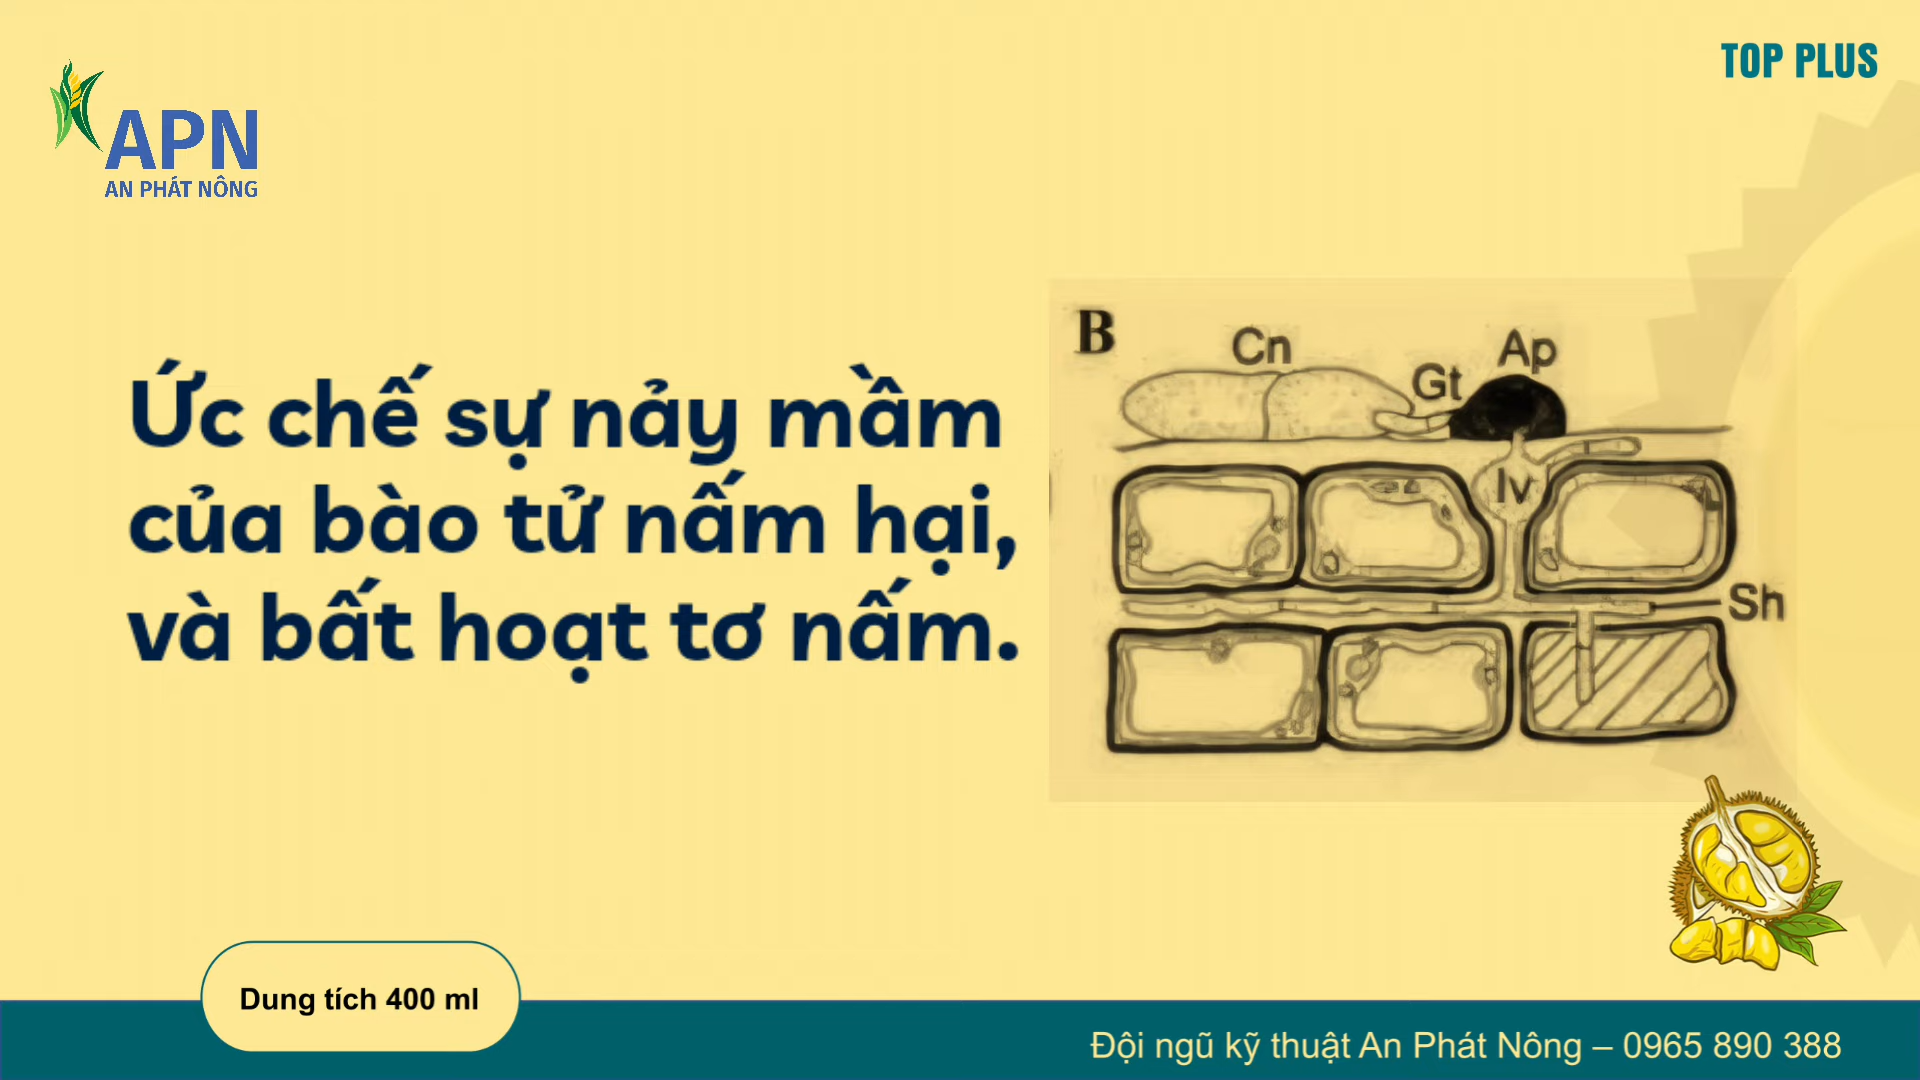 TOP PLUS
APN
AN PHÁT NÔNG
Ức chế sự nảy mầm
của bào tử nấm hại,
và bất hoạt tơ nấm.
B
Cn
Gt
Ap
Iv
Sh
Dung tích 400 ml
Đội ngũ kỹ thuật An Phát Nông – 0965 890 388